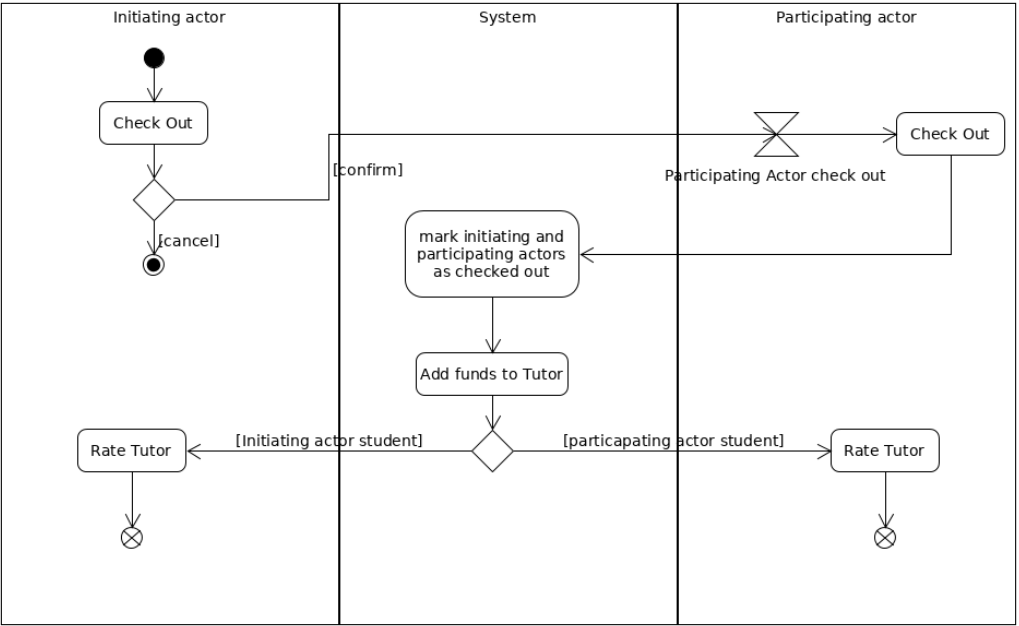 Initiating actor
System
Participating actor
Check Out
Check Out
[confirm]
Participating Actor check out
[cancel]
mark initiating and
participating actors
as checked out
Add funds to Tutor
[Initiating actor student]
[particapating actor student]
Rate Tutor
Rate Tutor